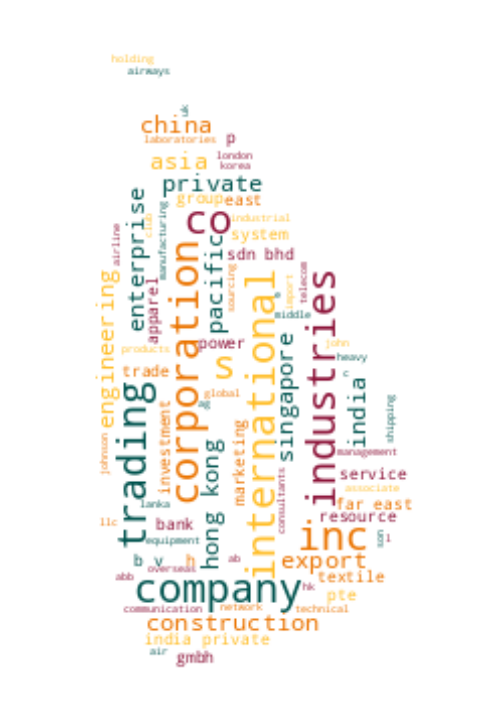 holding
airways
uk
china
laboratories
p
london
asia
korea
private
enterprise
group
east
club
manufacturing
co
industrial
airline
system
pacific
sdn bhd
corporation
sourcing
telecom
engineering
apparel
international
import
industries
e
middle
products
power
singapore
john
heavy
trade
s
c
india
trading
global
ag
shipping
investment
marketing
johnson
hong kong
management
consultants
service
associate
lanka
far east
llc
bank
resource
equipment
inc
son
i
b v
h
ab
export
overseas
abb
textile
company
hk
pte
communication
network
technical
construction
india private
air
gmbh